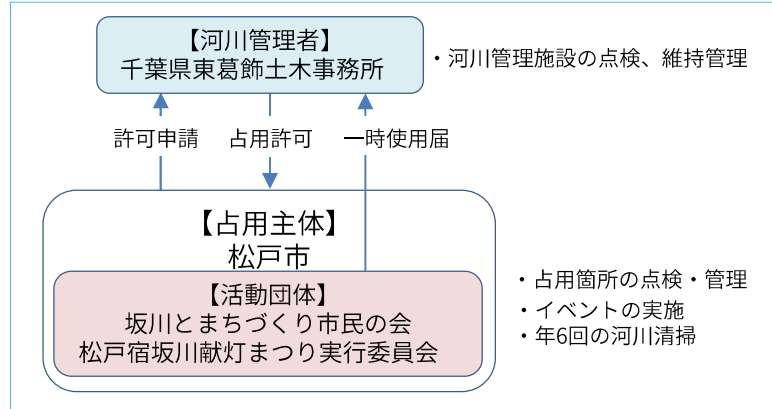 【河川管理者】
千葉県東葛飾土木事務所
・河川管理施設の点検、維持管理
許可申請
占用許可
一時使用届
【占用主体】
松戸市
【活動団体】
坂川とまちづくり市民の会
松戸宿坂川献灯まつり実行委員会
・占用箇所の点検・管理
・イベントの実施
・年6回の河川清掃